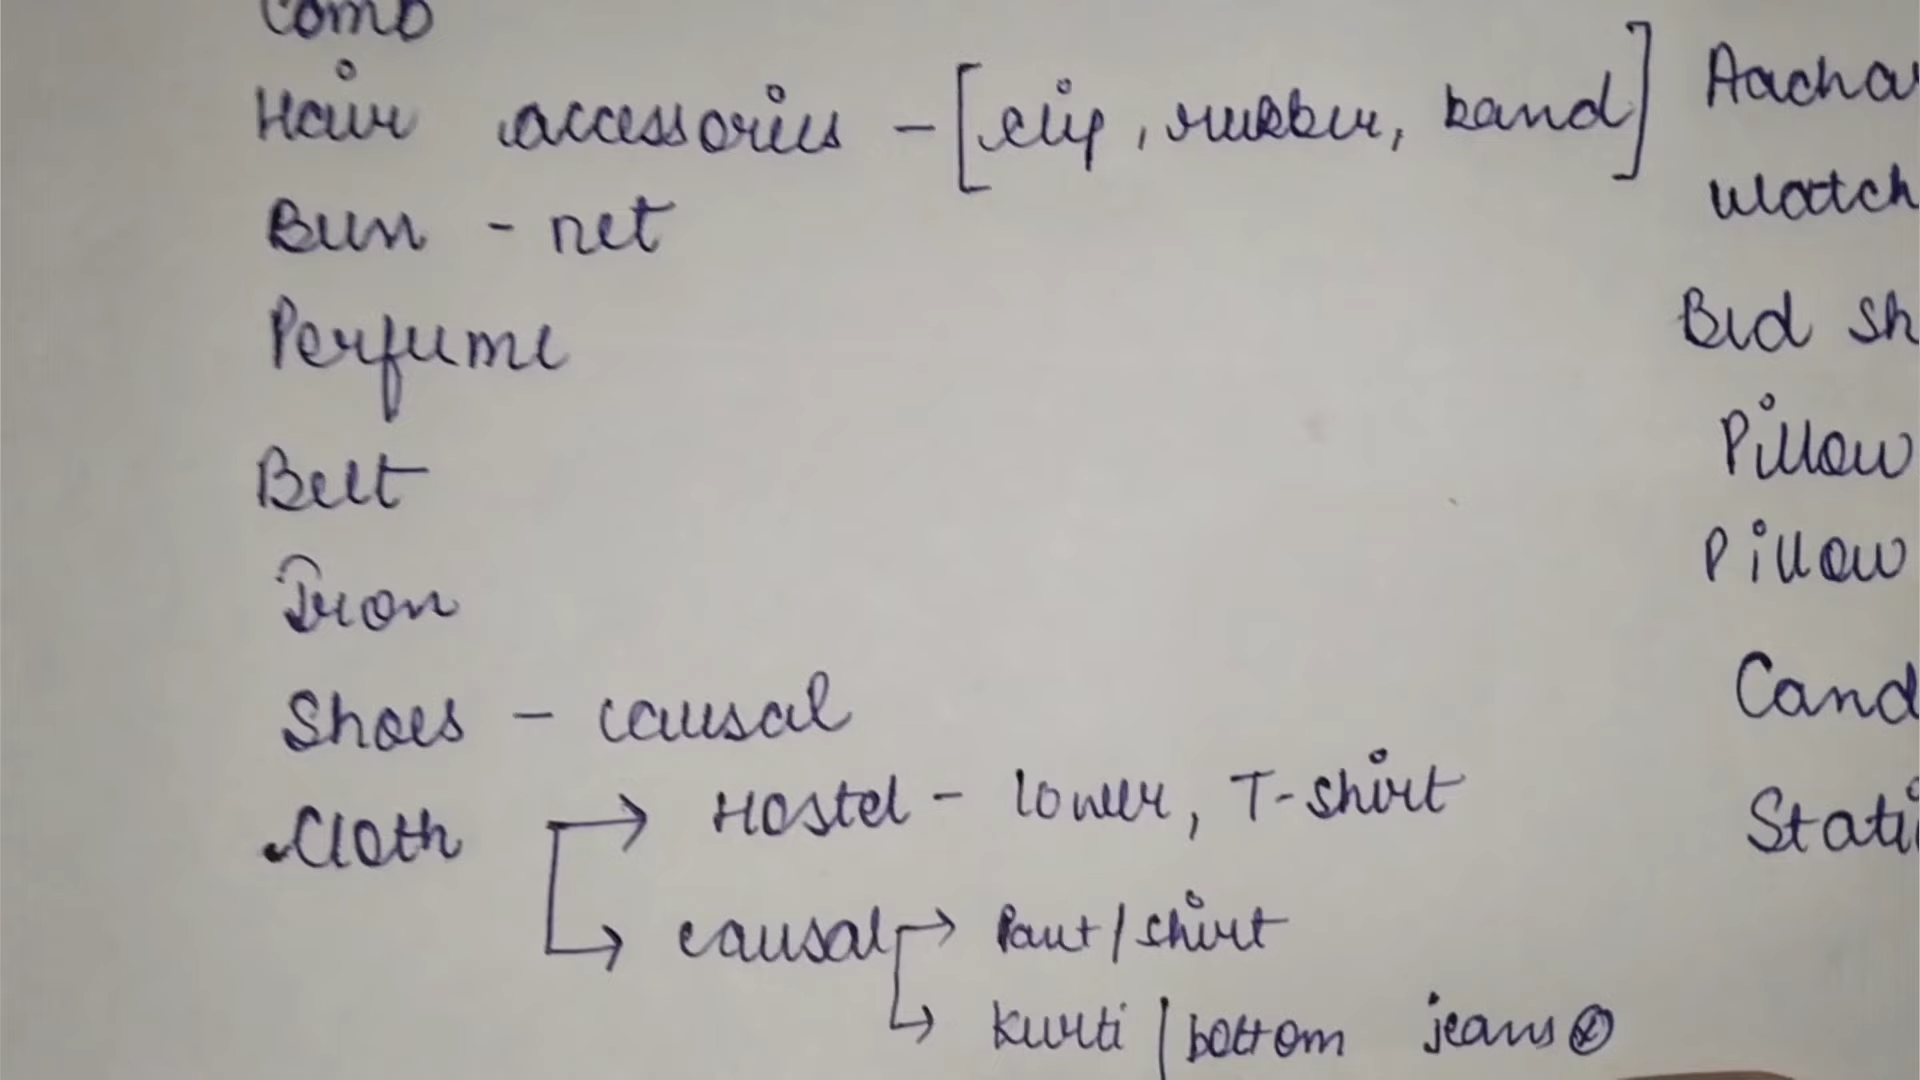 Comb
Hair accessories - [clip, rubber, band]
Bun - net
Perfume
Belt
Iron
Shoes - causal
Cloth → Hostel - lower, T-shirt
→ causal → Pant / shirt
→ kurti / bottom jeans
Aacha
Watch
Bed sh
Pillow
Pillow
Cand
Stati